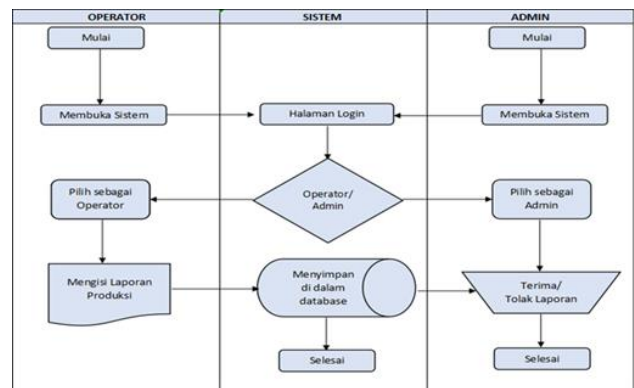 OPERATOR
SISTEM
ADMIN
Mulai
Mulai
Membuka Sistem
Halaman Login
Membuka Sistem
Pilih sebagai
Operator
Operator/
Admin
Pilih sebagai
Admin
Mengisi Laporan
Produksi
Menyimpan
di dalam
database
Terima/
Tolak Laporan
Selesai
Selesai